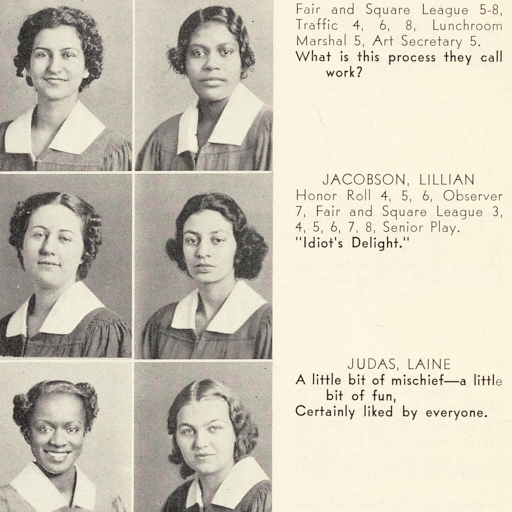 Fair and Square League 5-8,
Traffic 4, 6, 8, Lunchroom
Marshal 5, Art Secretary 5.
What is this process they call
work?
JACOBSON, LILLIAN
Honor Roll 4, 5, 6, Observer
7, Fair and Square League 3,
4, 5, 6, 7, 8, Senior Play.
"Idiot's Delight."
JUDAS, LAINE
A little bit of mischief—a little
bit of fun,
Certainly liked by everyone.